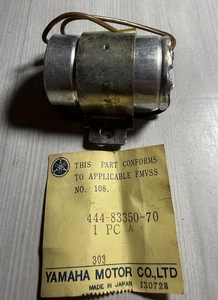 THIS PART CONFORMS
TO APPLICABLE FMVSS
NO. 108.
444-83350-70
1 PC A
303
YAMAHA MOTOR CO.,LTD
MADE IN JAPAN 130728